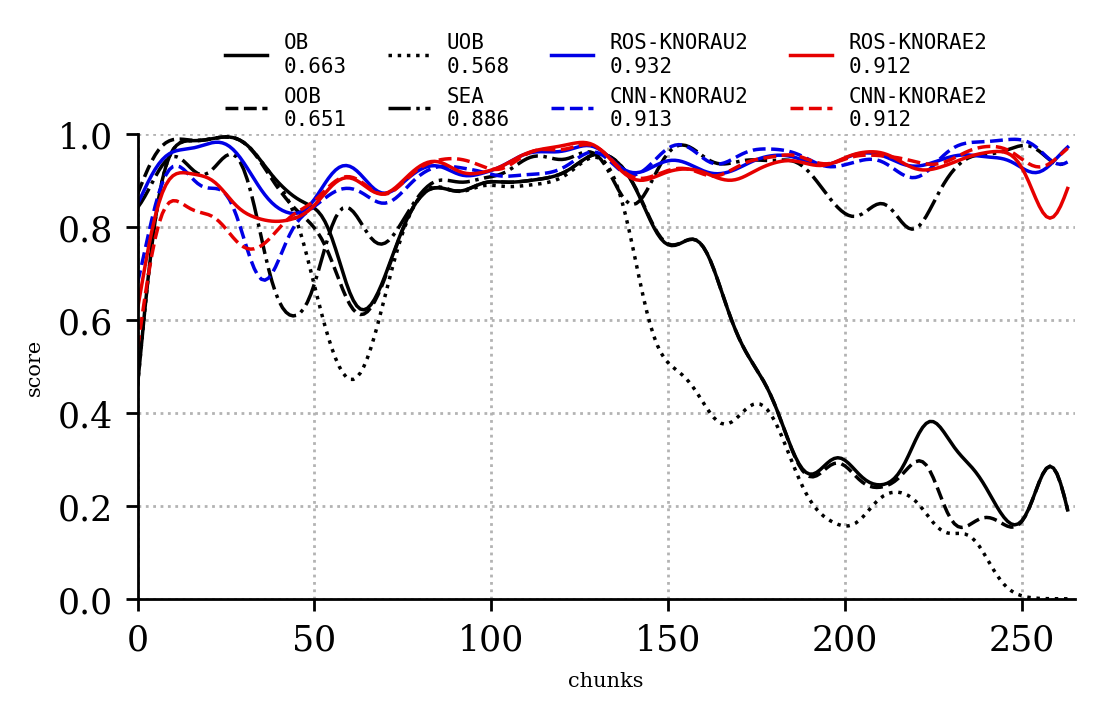 OB UOB ROS-KNORAU2 ROS-KNORAE2
0.663 0.568 0.932 0.912
OOB SEA CNN-KNORAU2 CNN-KNORAE2
0.651 0.886 0.913 0.912
1.0
0.8
0.6
score
0.4
0.2
0.0
0 50 100 150 200 250
chunks